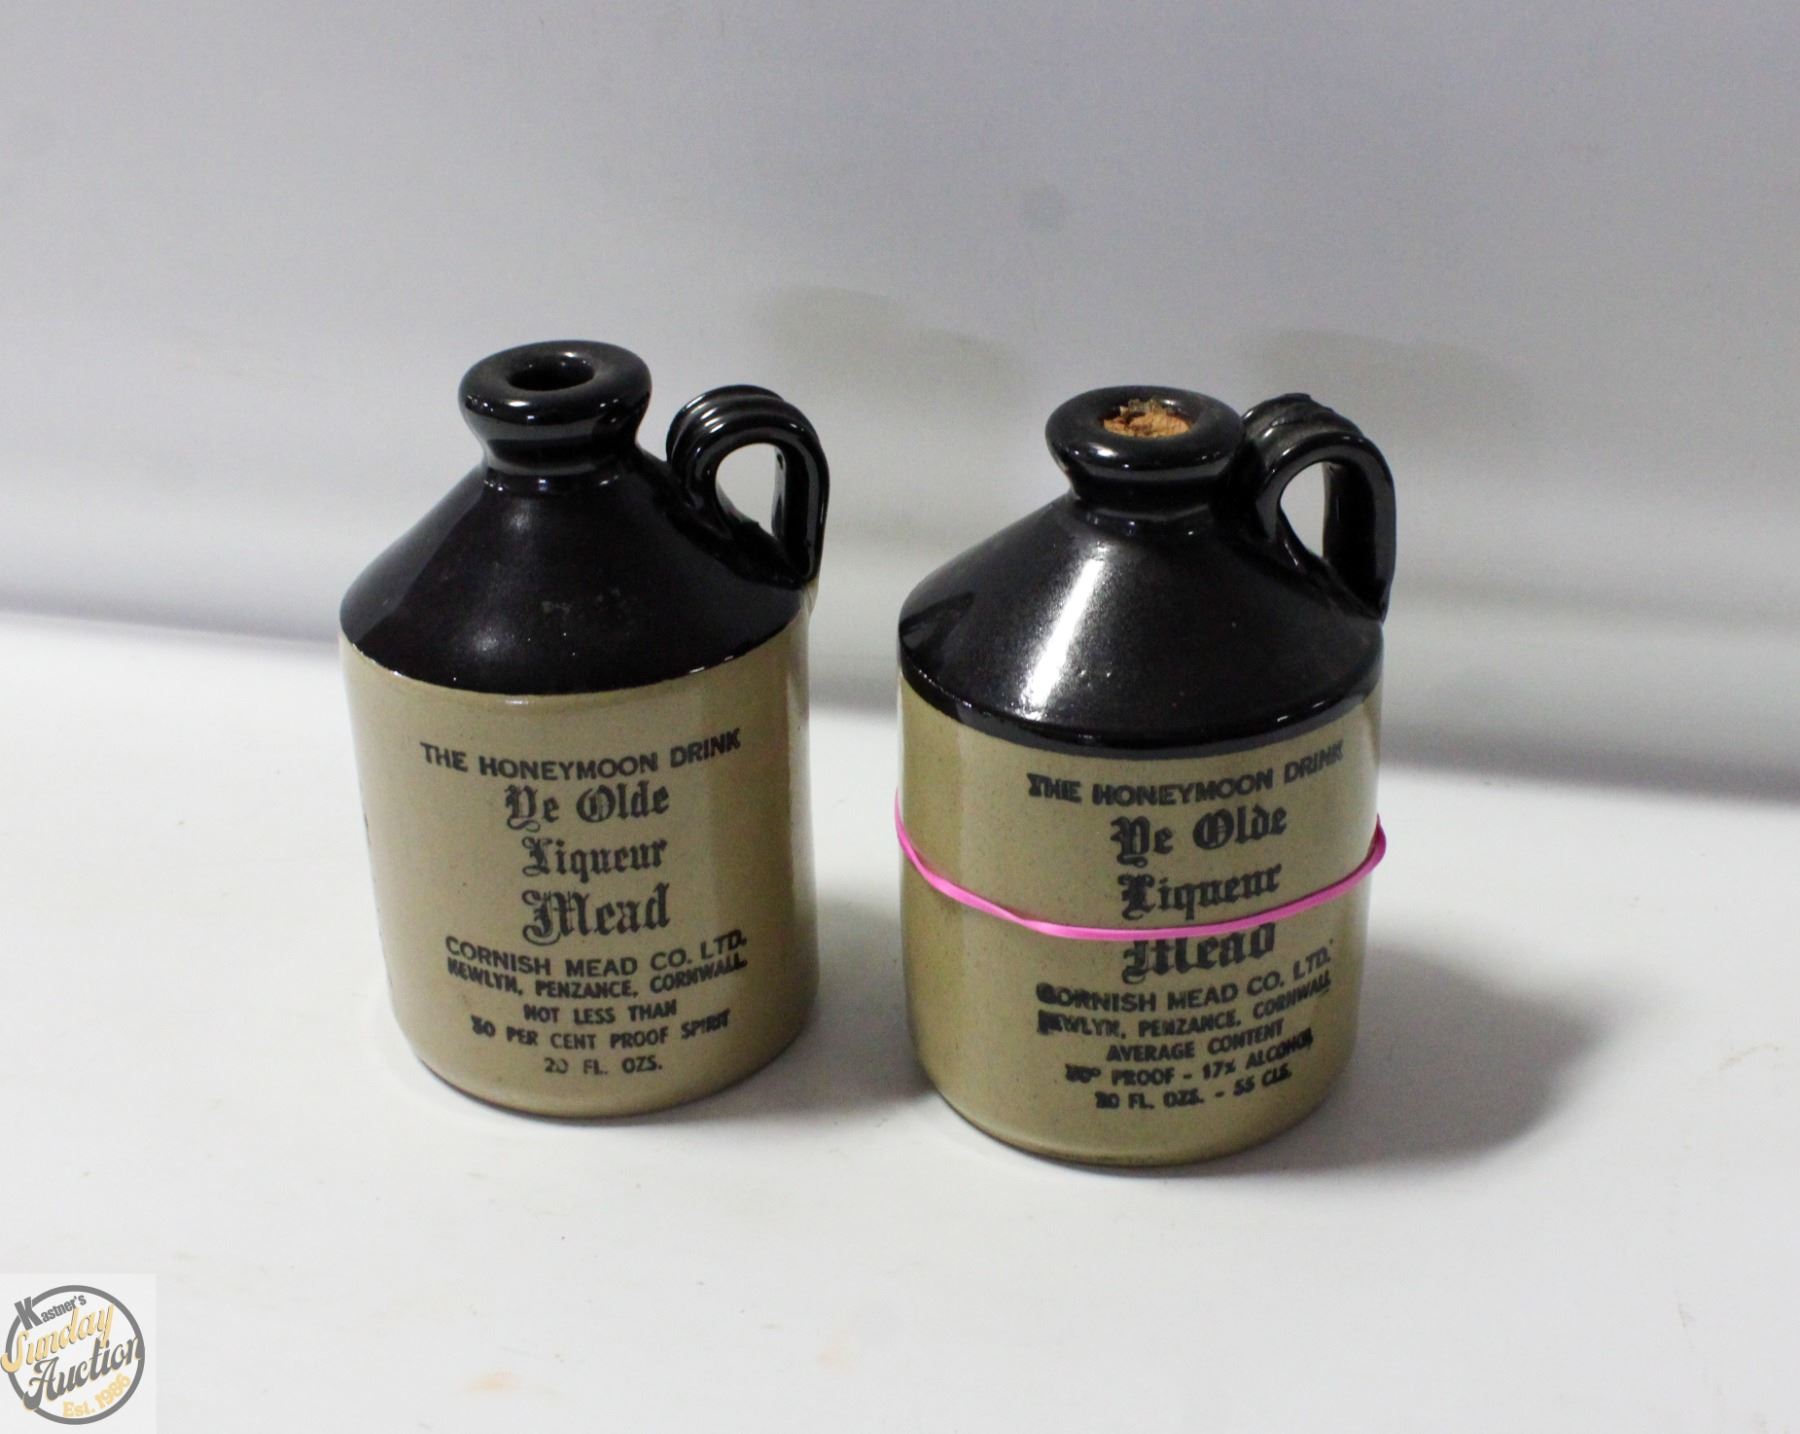 THE HONEYMOON DRINK
Ye Olde
Liqueur
Mead
CORNISH MEAD CO. LTD.
NEWLYN, PENZANCE, CORNWALL.
NOT LESS THAN
30 PER CENT PROOF SPIRIT
20 FL. OZS.
THE HONEYMOON DRINK
Ye Olde
Liqueur
Mead
CORNISH MEAD CO. LTD.
NEWLYN, PENZANCE, CORNWALL
AVERAGE CONTENT
PROOF - 17% ALCOHOL
20 FL. OZS. - 55 CLS.
Kastner's
Sunday
Auction
Est. 1986